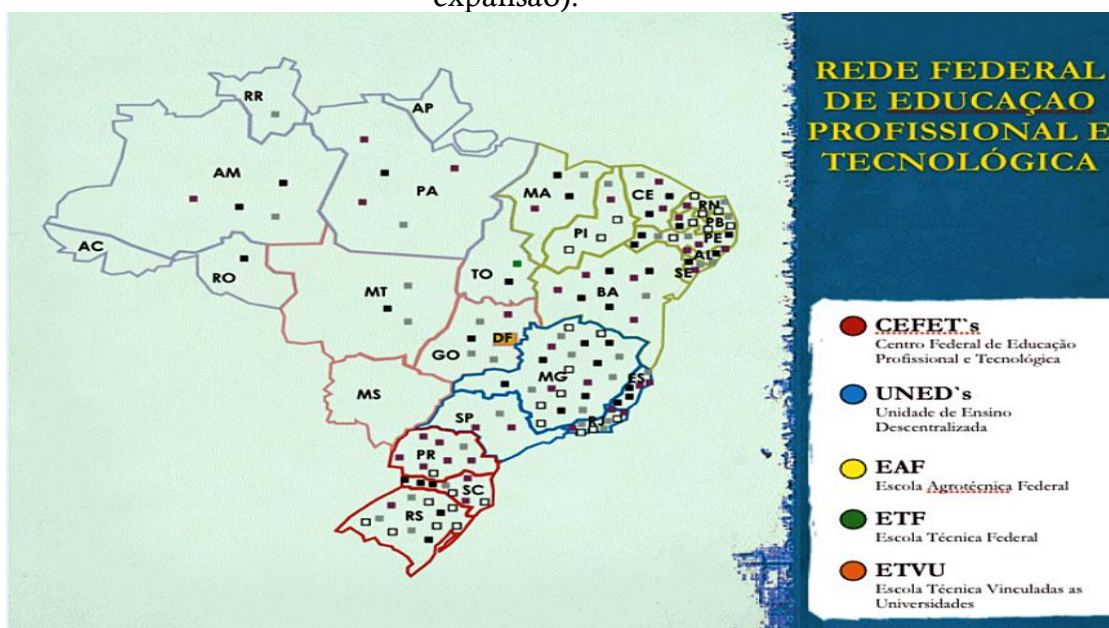 expansão).
REDE FEDERAL
DE EDUCAÇAO
PROFISSIONAL E
TECNOLÓGICA
RR
AP
AM
PA
MA
CE
RN
PB
PI
PE
AC
AL
TO
SE
RO
MT
BA
DF
GO
MG
ES
MS
SP
RJ
PR
SC
RS
CEFET`s
Centro Federal de Educação
Profissional e Tecnológica
UNED`s
Unidade de Ensino
Descentralizada
EAF
Escola Agrotécnica Federal
ETF
Escola Técnica Federal
ETVU
Escola Técnica Vinculadas as
Universidades